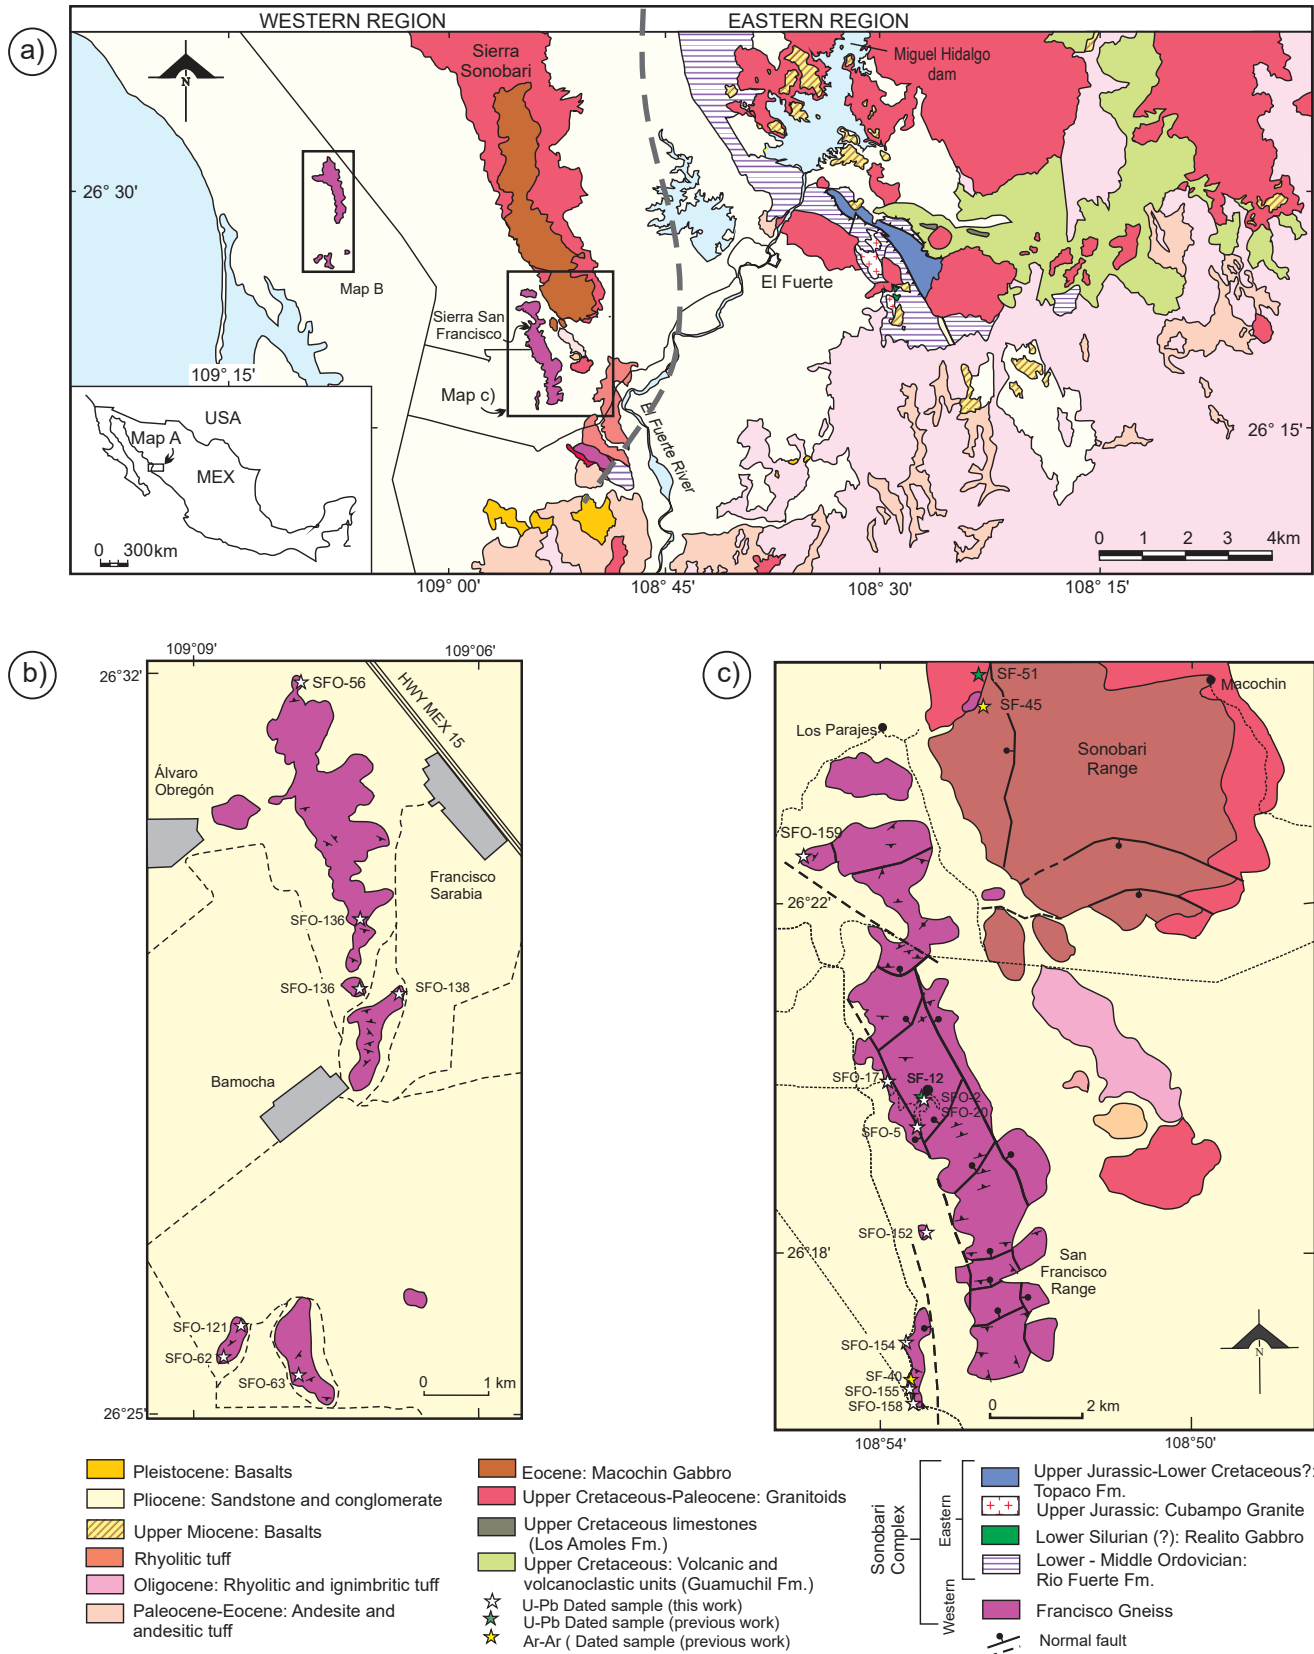 WESTERN REGION
EASTERN REGION
a)
Sierra
Sonobari
Miguel Hidalgo
dam
N
26° 30'
Map B
El Fuerte
Sierra San
Francisco
109° 15'
Map c)
USA
Map A
MEX
El Fuerte River
26° 15'
0 300km
0 1 2 3 4km
109° 00'
108° 45'
108° 30'
108° 15'
b)
109°09'
109°06'
26°32'
SFO-56
HWY MEX 15
Álvaro
Obregón
Francisco
Sarabia
SFO-136
SFO-136
SFO-138
Bamocha
SFO-121
SFO-62
SFO-63
0 1 km
26°25'
c)
SF-51
Macochin
SF-45
Los Parajes
Sonobari
Range
SFO-159
26°22'
SFO-17
SF-12
SFO-2
SFO-20
SFO-5
SFO-152
26°18'
San
Francisco
Range
SFO-154
SF-40
SFO-155
SFO-158
N
0 2 km
108°54'
108°50'
Pleistocene: Basalts
Pliocene: Sandstone and conglomerate
Upper Miocene: Basalts
Rhyolitic tuff
Oligocene: Rhyolitic and ignimbritic tuff
Paleocene-Eocene: Andesite and
andesitic tuff
Eocene: Macochin Gabbro
Upper Cretaceous-Paleocene: Granitoids
Upper Cretaceous limestones
(Los Amoles Fm.)
Upper Cretaceous: Volcanic and
volcanoclastic units (Guamuchil Fm.)
U-Pb Dated sample (this work)
U-Pb Dated sample (previous work)
Ar-Ar ( Dated sample (previous work)
Sonobari
Complex
Eastern
Western
Upper Jurassic-Lower Cretaceous?:
Topaco Fm.
Upper Jurassic: Cubampo Granite
Lower Silurian (?): Realito Gabbro
Lower - Middle Ordovician:
Rio Fuerte Fm.
Francisco Gneiss
Normal fault